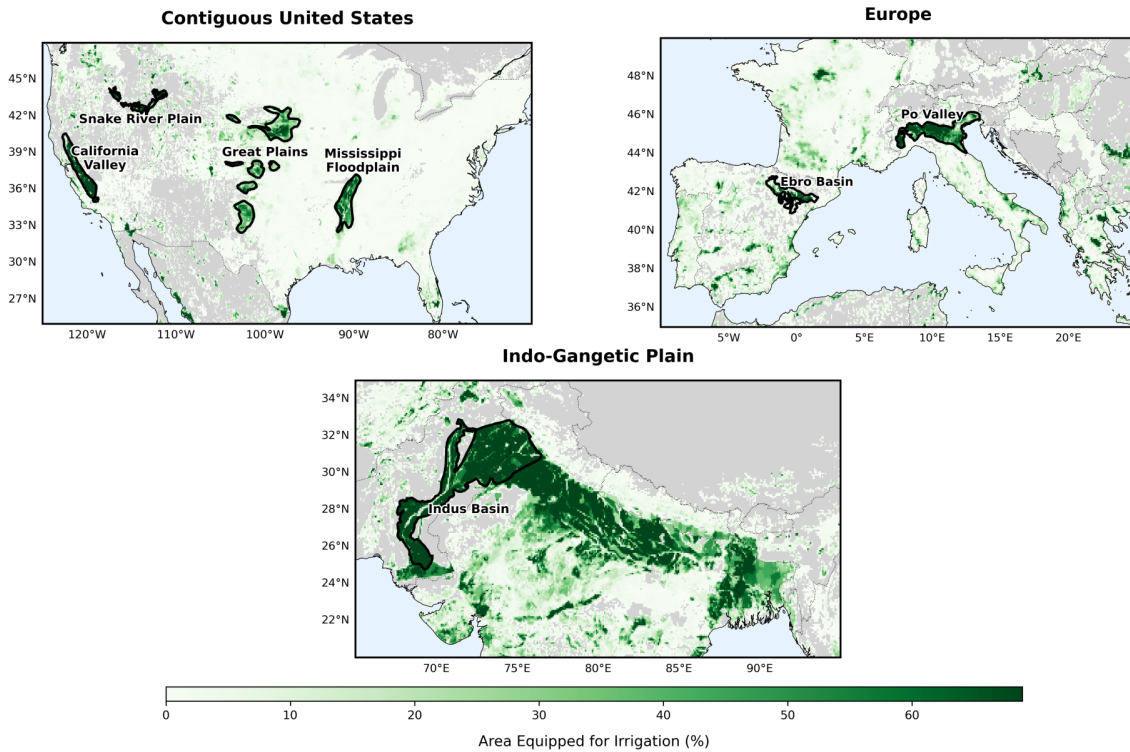 Contiguous United States
45°N
42°N
39°N
36°N
33°N
30°N
27°N
120°W
110°W
100°W
90°W
80°W
Snake River Plain
California
Valley
Great Plains
Mississippi
Floodplain
Europe
48°N
46°N
44°N
42°N
40°N
38°N
36°N
5°W
0°
5°E
10°E
15°E
20°E
Po Valley
Ebro Basin
Indo-Gangetic Plain
34°N
32°N
30°N
28°N
26°N
24°N
22°N
70°E
75°E
80°E
85°E
90°E
Indus Basin
0
10
20
30
40
50
60
Area Equipped for Irrigation (%)